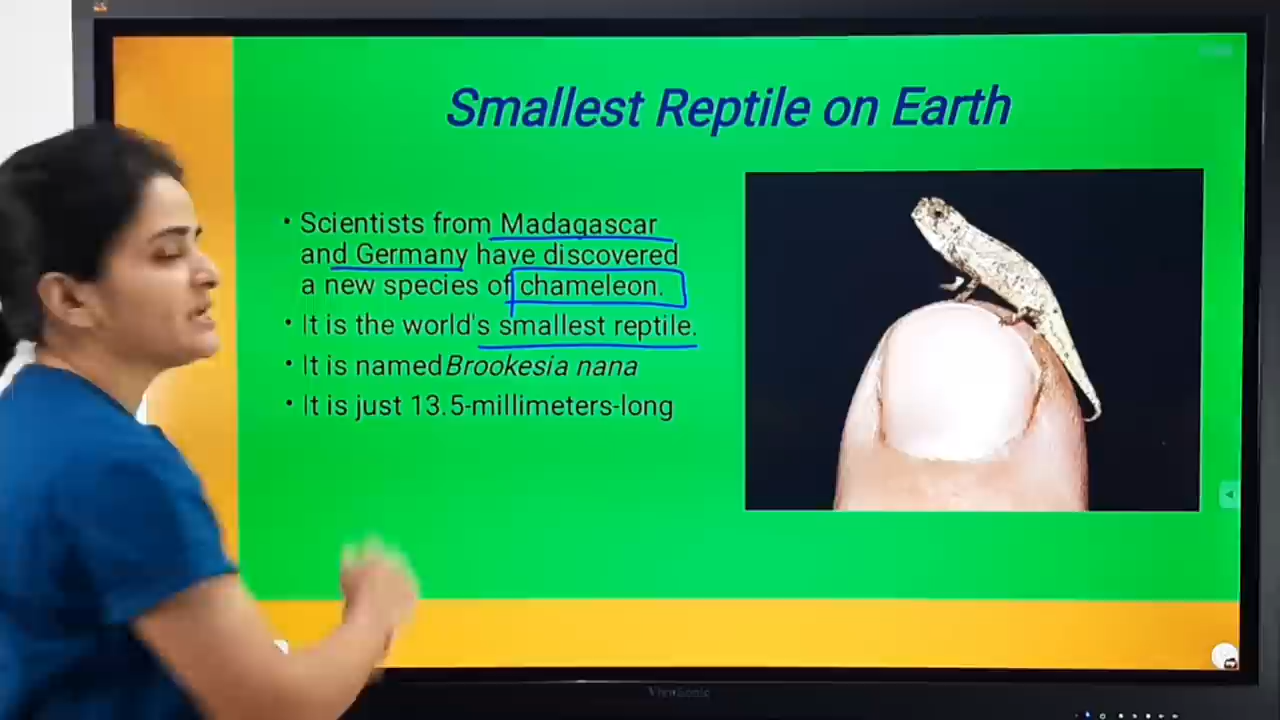 Smallest Reptile on Earth
• Scientists from Madagascar
and Germany have discovered
a new species of chameleon.
• It is the world's smallest reptile.
• It is named Brookesia nana
• It is just 13.5-millimeters-long
ViewSonic